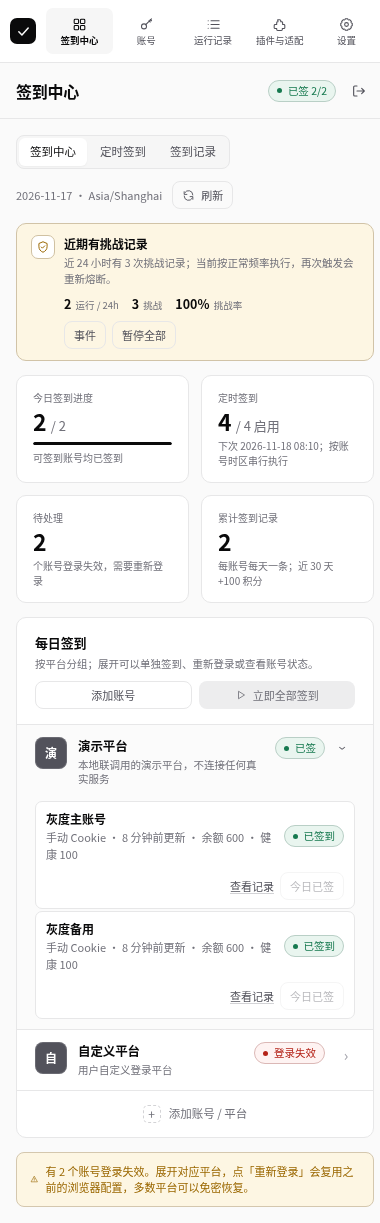 签到中心
账号
运行记录
插件与适配
设置
签到中心
已签 2/2
签到中心
定时签到
签到记录
2026-11-17 · Asia/Shanghai
刷新
近期有挑战记录
近 24 小时有 3 次挑战记录；当前按正常频率执行，再次触发会
重新熔断。
2 运行 / 24h 3 挑战 100% 挑战率
事件
暂停全部
今日签到进度
2 / 2
可签到账号均已签到
定时签到
4 / 4 启用
下次 2026-11-18 08:10；按账
号时区串行执行
待处理
2
个账号登录失效，需要重新登
录
累计签到记录
2
每账号每天一条；近 30 天
+100 积分
每日签到
按平台分组；展开可以单独签到、重新登录或查看账号状态。
添加账号
立即全部签到
演
演示平台
已签
本地联调用的演示平台，不连接任何真
实服务
灰度主账号
手动 Cookie · 8 分钟前更新 · 余额 600 · 健
康 100
已签到
查看记录
今日已签
灰度备用
手动 Cookie · 8 分钟前更新 · 余额 600 · 健
康 100
已签到
查看记录
今日已签
自
自定义平台
用户自定义登录平台
登录失效
添加账号 / 平台
有 2 个账号登录失效。展开对应平台，点「重新登录」会复用之
前的浏览器配置，多数平台可以免密恢复。